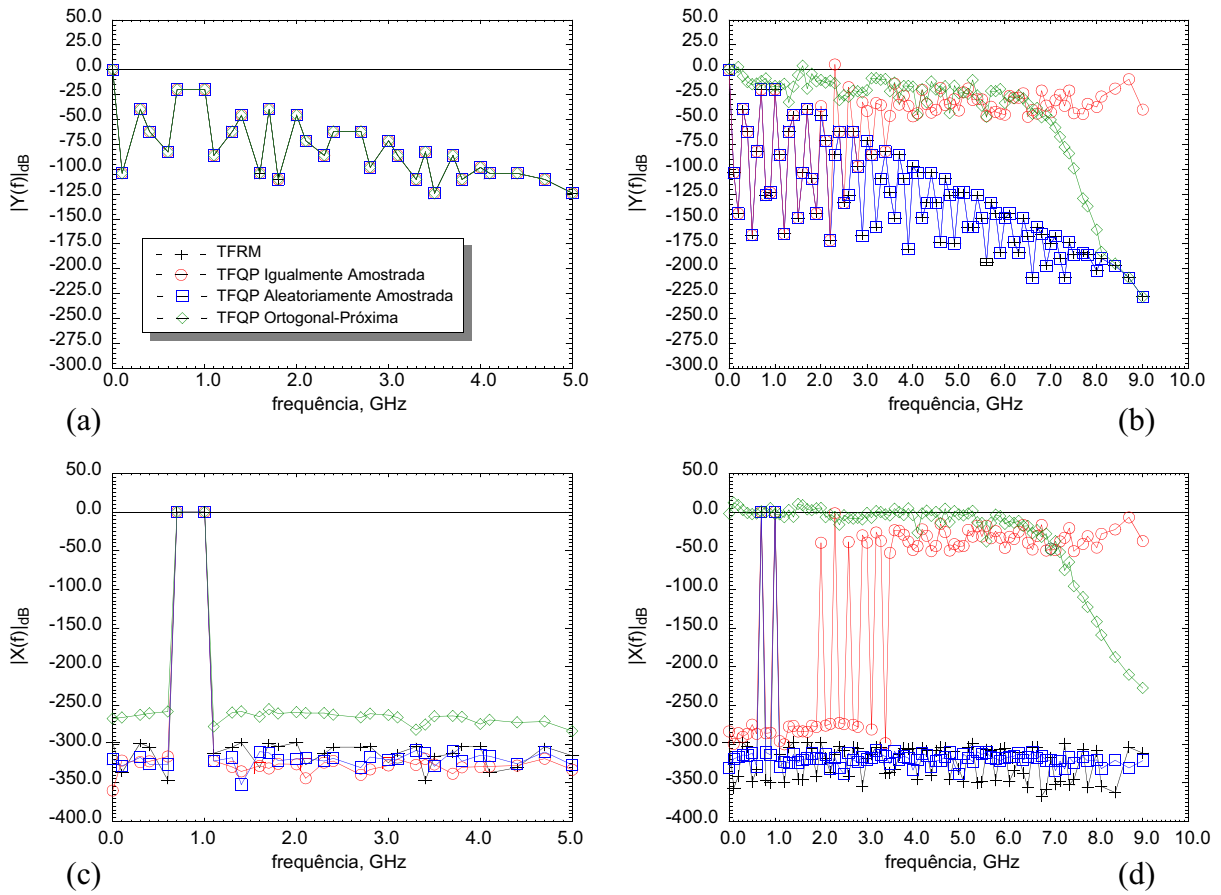 50.0
25.0
0.0
-25.0
-50.0
-75.0
-100.0
-125.0
-150.0
-175.0
-200.0
-225.0
-250.0
-275.0
-300.0
|Y(f)|dB
0.0 1.0 2.0 3.0 4.0 5.0
frequência, GHz
TFRM
TFQP Igualmente Amostrada
TFQP Aleatoriamente Amostrada
TFQP Ortogonal-Próxima
(a)
50.0
25.0
0.0
-25.0
-50.0
-75.0
-100.0
-125.0
-150.0
-175.0
-200.0
-225.0
-250.0
-275.0
-300.0
|Y(f)|dB
0.0 1.0 2.0 3.0 4.0 5.0 6.0 7.0 8.0 9.0 10.0
frequência, GHz
(b)
50.0
0.0
-50.0
-100.0
-150.0
-200.0
-250.0
-300.0
-350.0
-400.0
|X(f)|dB
0.0 1.0 2.0 3.0 4.0 5.0
frequência, GHz
(c)
50.0
0.0
-50.0
-100.0
-150.0
-200.0
-250.0
-300.0
-350.0
-400.0
|X(f)|dB
0.0 1.0 2.0 3.0 4.0 5.0 6.0 7.0 8.0 9.0 10.0
frequência, GHz
(d)